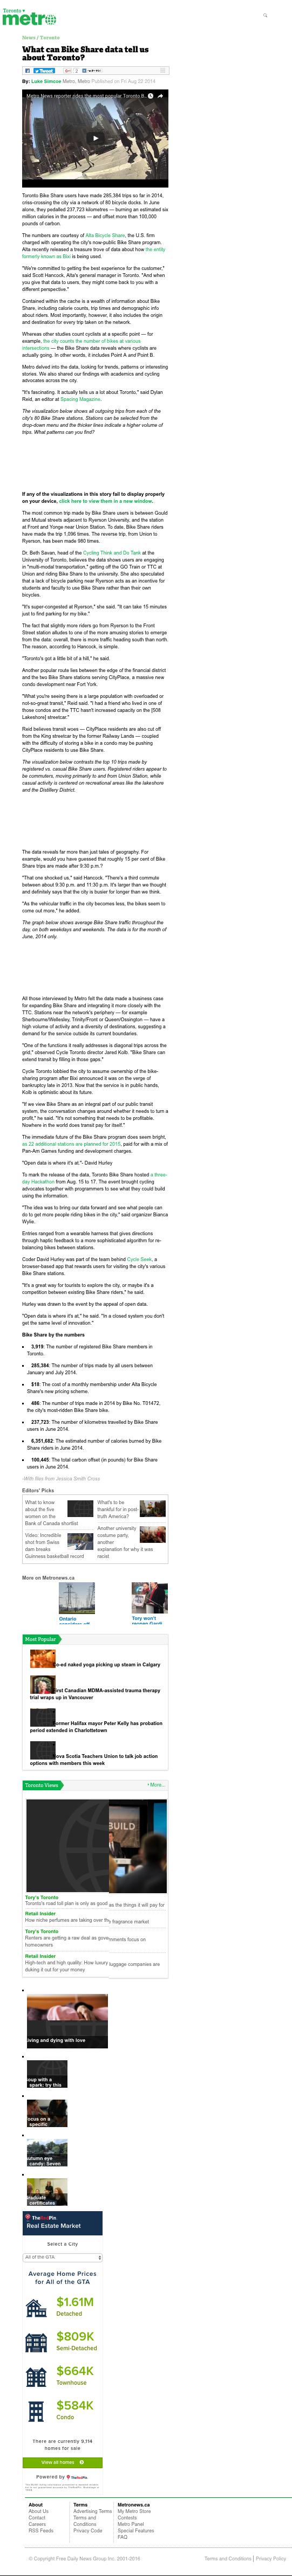 Toronto
metro
News / Toronto
What can Bike Share data tell us
about Toronto?
Tweet
By: Luke Simcoe Metro, Metro Published on Fri Aug 22 2014
Metro News reporter rides the most popular Toronto B...
Toronto Bike Share users have made 285,384 trips so far in 2014,
criss-crossing the city via a network of 80 bicycle docks. In June
alone, they pedalled 237,723 kilometres — burning an estimated six
million calories in the process — and offset more than 100,000
pounds of carbon.
The numbers are courtesy of Alta Bicycle Share, the U.S. firm
charged with operating the city's now-public Bike Share program.
Alta recently released a treasure trove of data about how the entity
formerly known as Bixi is being used.
"We're committed to getting the best experience for the customer,"
said Scott Hancock, Alta's general manager in Toronto. "And when
you give that data to users, they might home back to you with a
different experience."
Contained within the cache is a wealth of information about Bike
Share, including calorie counts, trip times and demographic info
about users. Most importantly, however, it also includes the origin
and destination for every trip taken on the network.
Whereas other studies count cyclists at a specific point — for
example, the city counts the number of bikes at various
intersections — the Bike Share data reveals where cyclists are
actually going. In other words, it includes Point A and Point B.
Metro delved into the data, looking for trends, patterns or interesting
stories. We also shared our findings with academics and cycling
advocates across the city.
"It's fascinating. It actually tells us a lot about Toronto," said Dylan
Reid, an editor at Spacing Magazine.
The visualization below shows all outgoing trips from each of the
city's 80 Bike Share stations. Stations can be selected from the
drop-down menu and the thicker lines indicate a higher volume of
trips. What patterns can you find?
If any of the visualizations in this story fail to display properly
on your device, click here to view them in a new window.
The most common trip made by Bike Share users is between Gould
and Mutual streets adjacent to Ryerson University, and the station
at Front and Yonge near Union Station. To date, Bike Share riders
have made the trip 1,096 times. The reverse trip, from Union to
Ryerson, has been made 980 times.
Dr. Beth Savan, head of the Cycling Think and Do Tank at the
University of Toronto, believes the data shows users are engaging
in "multi-modal transportation," getting off the GO Train or TTC at
Union and riding Bike Share to the university. She also speculated
that a lack of bicycle parking near Ryerson acts as an incentive for
students and faculty to use Bike Share rather than their own
bicycles.
"It's super-congested at Ryerson," she said. "It can take 15 minutes
just to find parking for my bike."
The fact that slightly more riders go from Ryerson to the Front
Street station alludes to one of the more amusing stories to emerge
from the data: overall, there is more traffic heading south than north.
The reason, according to Hancock, is simple.
"Toronto's got a little bit of a hill," he said.
Another popular route lies between the edge of the financial district
and the two Bike Share stations serving CityPlace, a massive new
condo development near Fort York.
"What you're seeing there is a large population with overloaded or
not-so-great transit," Reid said. "I had a friend who lived in one of
those condos and the TTC hardly ever increased capacity on the [508
Lakeshore] streetcar."
Reid believes transit woes — CityPlace residents are also cut off
from the King streetcar by the former Railway Lands — coupled
with the difficulty of storing a bike in a condo may be pushing
CityPlace residents to use Bike Share.
The visualization below contrasts the top 10 trips made by
registered vs. casual Bike Share users. Registered riders appear to
be commuters, moving primarily to and from Union Station, while
casual activity is centered on recreational areas like the lakeshore
and the Distillery District.
The data reveals far more than just tales of geography. For
example, would you have guessed that roughly 15 per cent of Bike
Share trips are made after 9:30 p.m.?
"That one shocked us," said Hancock. "There's a third commute
between about 9:30 p.m. and 11:30 p.m. It's larger than we thought
and definitely says that the city is busier than I think people think.
"As the vehicular traffic in the city becomes less, the bikes seem to
come out more," he added.
The graph below shows average Bike Share traffic throughout the
day, on both weekdays and weekends. The data is for the month of
June, 2014 only.
All those interviewed by Metro felt the data made a business case
for expanding Bike Share and integrating it more closely with the
TTC. Stations near the network's periphery — for example
Sherbourne/Wellesley, Trinity/Front or Queen/Ossington — have a
high volume of activity and a diversity of destinations, suggesting a
demand for the service outside its current boundaries.
"One of the functions it really addresses is diagonal trips across the
grid," observed Cycle Toronto director Jared Kolb. "Bike Share can
extend transit by filling in those gaps."
Cycle Toronto lobbied the city to assume ownership of the bike-
sharing program after Bixi announced it was on the verge of
bankruptcy late in 2013. Now that the service is in public hands,
Kolb is optimistic about its future.
"If we view Bike Share as an integral part of our public transit
system, the conversation changes around whether it needs to turn a
profit," he said. "It's not something that needs to be profitable.
Nowhere in the world does transit pay for itself."
The immediate future of the Bike Share program does seem bright,
as 22 additional stations are planned for 2015, paid for with a mix of
Pan-Am Games funding and development charges.
"Open data is where it's at."- David Hurley
To mark the release of the data, Toronto Bike Share hosted a three-
day Hackathon from Aug. 15 to 17. The event brought cycling
advocates together with programmers to see what they could build
using the information.
"The idea was to bring our data forward and see what people can
do to get more people riding bikes in the city," said organizer Bianca
Wylie.
Entries ranged from a wearable harness that gives directions
through haptic feedback to a more sophisticated algorithm for re-
balancing bikes between stations.
Coder David Hurley was part of the team behind Cycle Seek, a
browser-based app that rewards users for visiting the city's various
Bike Share stations.
"It's a great way for tourists to explore the city, or maybe it's a
competition between existing Bike Share riders," he said.
Hurley was drawn to the event by the appeal of open data.
"Open data is where it's at," he said. "In a closed system you don't
get the same level of innovation."
Bike Share by the numbers
• 3,919: The number of registered Bike Share members in
Toronto.
• 285,384: The number of trips made by all users between
January and July 2014.
• $18: The cost of a monthly membership under Alta Bicycle
Share's new pricing scheme.
• 486: The number of trips made in 2014 by Bike No. T01472,
the city's most-ridden Bike Share bike.
• 237,723: The number of kilometres travelled by Bike Share
users in June 2014.
• 6,351,682: The estimated number of calories burned by Bike
Share riders in June 2014.
• 100,445: The total carbon offset (in pounds) for Bike Share
users in June 2014.
-With files from Jessica Smith Cross
Editors' Picks
What to know
about the five
women on the
Bank of Canada shortlist
What's to be
thankful for in post-
truth America?
Video: Incredible
shot from Swiss
dam breaks
Guinness basketball record
Another university
costume party,
another
explanation for why it was
racist
More on Metronews.ca
Ontario
Tory won't
Most Popular
o-ed naked yoga picking up steam in Calgary
irst Canadian MDMA-assisted trauma therapy
trial wraps up in Vancouver
ormer Halifax mayor Peter Kelly has probation
period extended in Charlottetown
ova Scotia Teachers Union to talk job action
options with members this week
Toronto Views
More...
BUILD
Tory's Toronto
Toronto's road toll plan is only as good as the things it will pay for
Retail Insider
How niche perfumes are taking over the fragrance market
Tory's Toronto
Renters are getting a raw deal as governments focus on
homeowners
Retail Insider
High-tech and high quality: How luxury luggage companies are
duking it out for your money
iving and dying with love
oup with a
spark: try this
ocus on a
specific
utumn eye
candy: Seven
raduate
certificates
TheRedPin.
Real Estate Market
Select a City
All of the GTA
Average Home Prices
for All of the GTA
$1.61M
Detached
$809K
Semi-Detached
$664K
Townhouse
$584K
Condo
There are currently 9,114
homes for sale
View all homes
Powered by TheRedPin
About
About Us
Contact
Careers
RSS Feeds
Terms
Advertising Terms
Terms and
Conditions
Privacy Code
Metronews.ca
My Metro Store
Contests
Metro Panel
Special Features
FAQ
© Copyright Free Daily News Group Inc. 2001-2016
Terms and Conditions | Privacy Policy